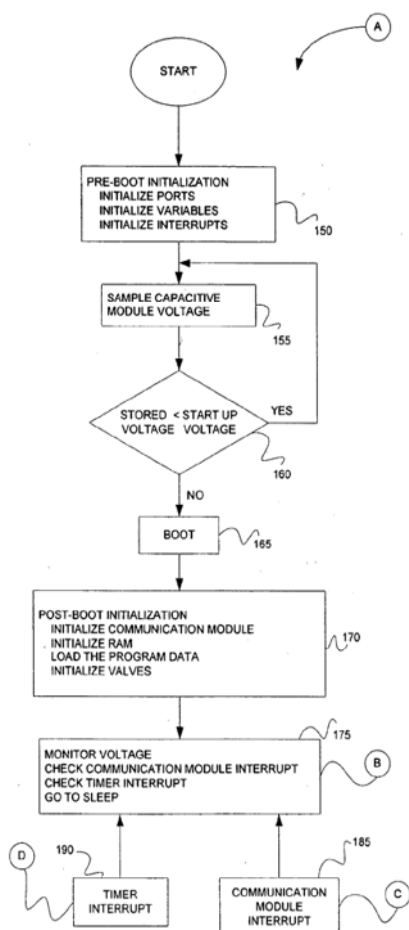 A
START
PRE-BOOT INITIALIZATION
INITIALIZE PORTS
INITIALIZE VARIABLES
INITIALIZE INTERRUPTS
150
SAMPLE CAPACITIVE
MODULE VOLTAGE
155
STORED < START UP
VOLTAGE VOLTAGE
YES
160
NO
BOOT
165
POST-BOOT INITIALIZATION
INITIALIZE COMMUNICATION MODULE
INITIALIZE RAM
LOAD THE PROGRAM DATA
INITIALIZE VALVES
170
175
MONITOR VOLTAGE
CHECK COMMUNICATION MODULE INTERRUPT
CHECK TIMER INTERRUPT
GO TO SLEEP
B
D
190
TIMER
INTERRUPT
185
COMMUNICATION
MODULE
INTERRUPT
C